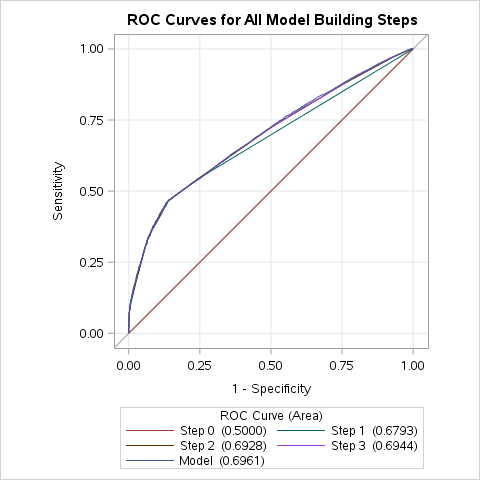 ROC Curves for All Model Building Steps
1.00
0.75
0.50
0.25
0.00
Sensitivity
0.00 0.25 0.50 0.75 1.00
1 - Specificity
ROC Curve (Area)
Step 0 (0.5000) Step 1 (0.6793)
Step 2 (0.6928) Step 3 (0.6944)
Model (0.6961)